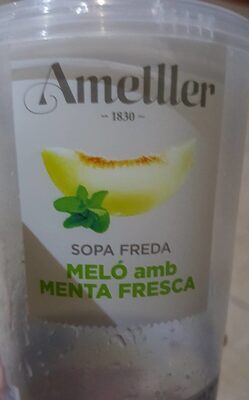 Ametller
– 1830 –
SOPA FREDA
MELÓ amb
MENTA FRESCA